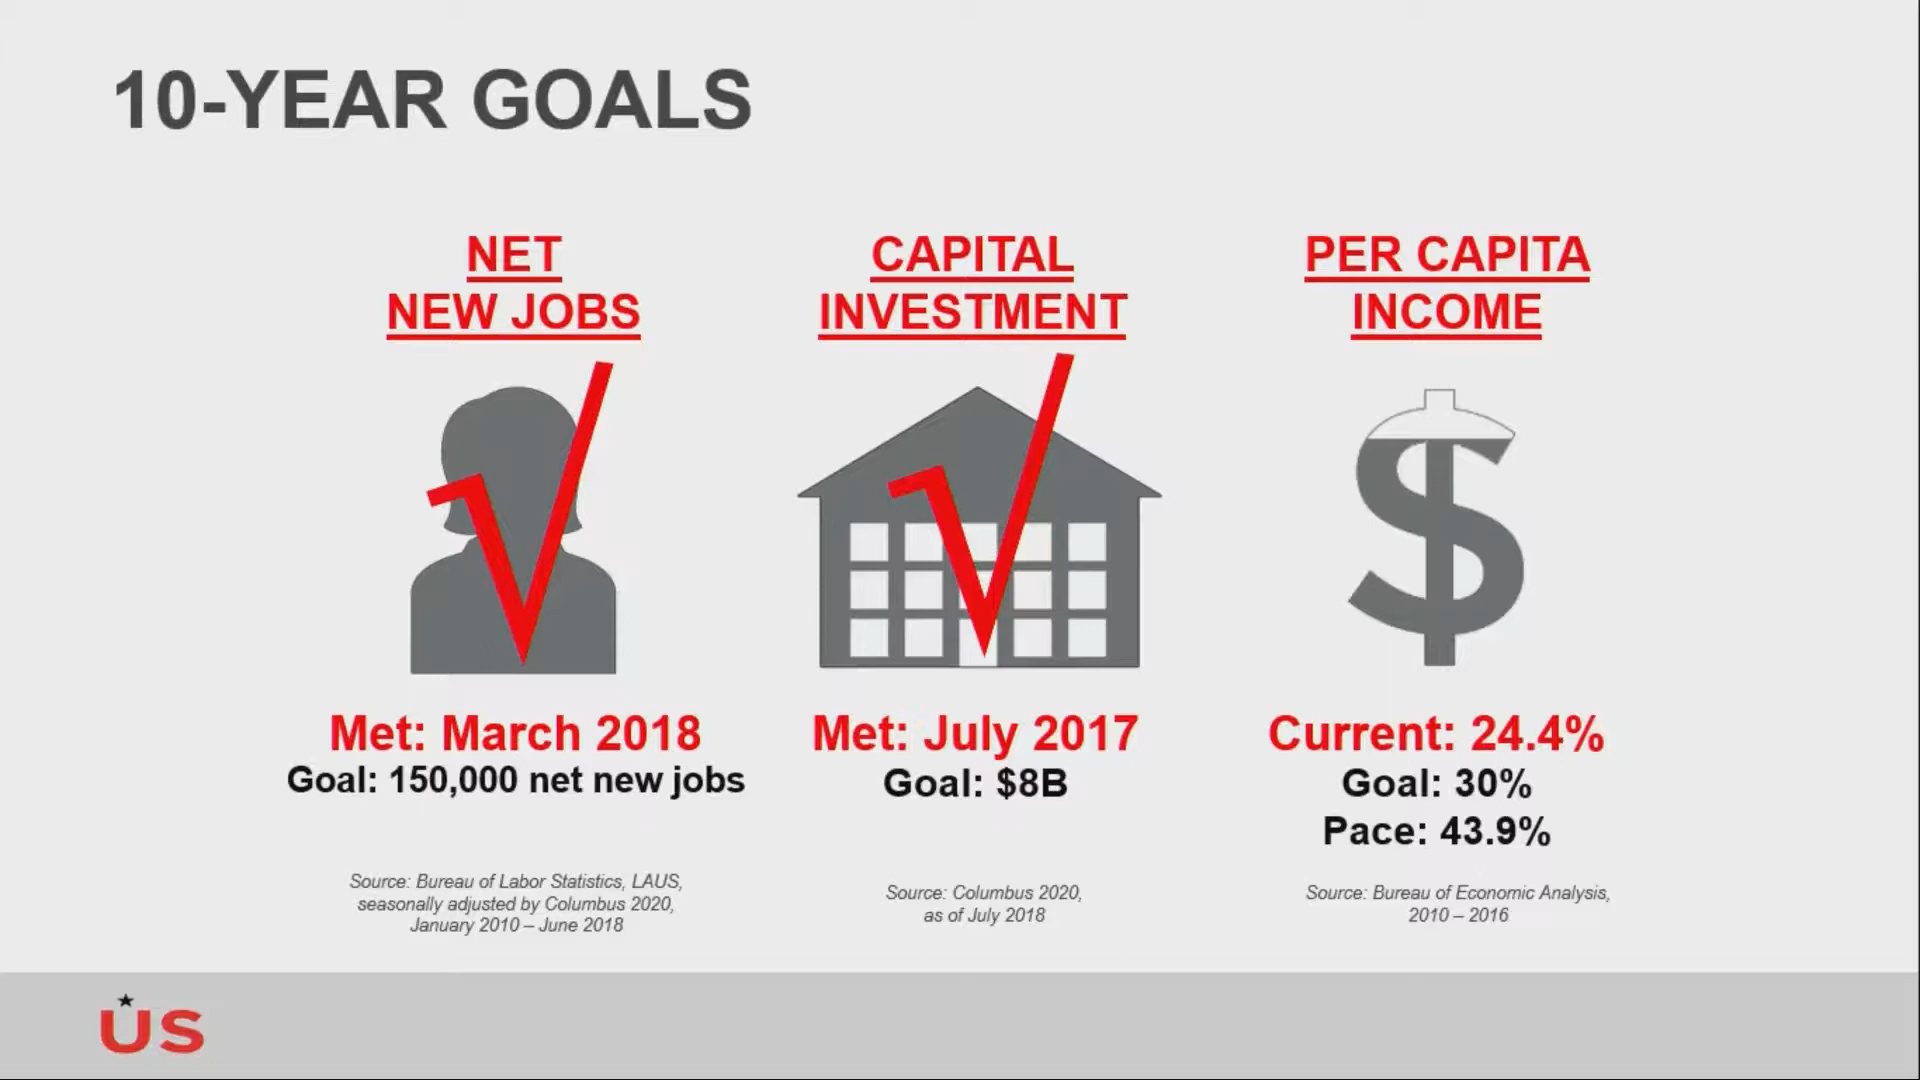 10-YEAR GOALS
NET
NEW JOBS
Met: March 2018
Goal: 150,000 net new jobs
Source: Bureau of Labor Statistics, LAUS,
seasonally adjusted by Columbus 2020,
January 2010 – June 2018
CAPITAL
INVESTMENT
Met: July 2017
Goal: $8B
Source: Columbus 2020,
as of July 2018
PER CAPITA
INCOME
$
Current: 24.4%
Goal: 30%
Pace: 43.9%
Source: Bureau of Economic Analysis,
2010 – 2016
US